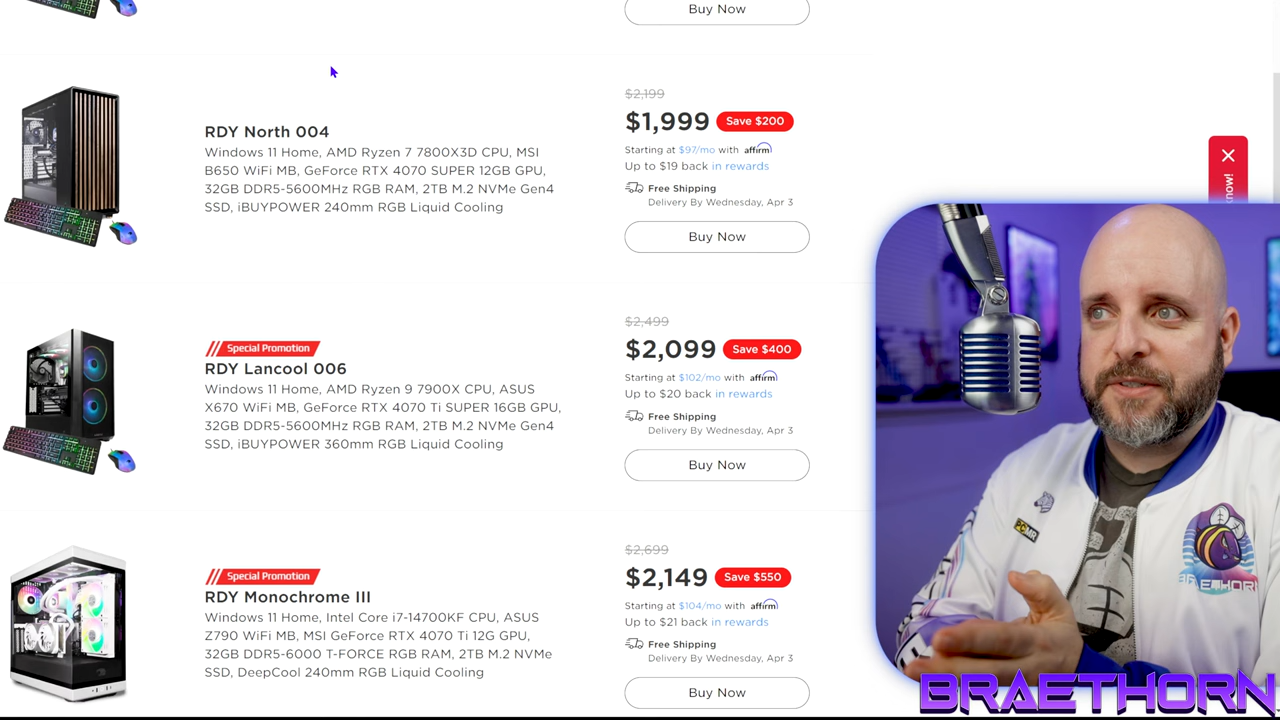 Buy Now
RDY North 004
Windows 11 Home, AMD Ryzen 7 7800X3D CPU, MSI
B650 WiFi MB, GeForce RTX 4070 SUPER 12GB GPU,
32GB DDR5-5600MHz RGB RAM, 2TB M.2 NVMe Gen4
SSD, iBUYPOWER 240mm RGB Liquid Cooling
$2,199
$1,999 Save $200
Starting at $97/mo with affirm
Up to $19 back in rewards
Free Shipping
Delivery By Wednesday, Apr 3
Buy Now
Special Promotion
RDY Lancool 006
Windows 11 Home, AMD Ryzen 9 7900X CPU, ASUS
X670 WiFi MB, GeForce RTX 4070 Ti SUPER 16GB GPU,
32GB DDR5-5600MHz RGB RAM, 2TB M.2 NVMe Gen4
SSD, iBUYPOWER 360mm RGB Liquid Cooling
$2,499
$2,099 Save $400
Starting at $102/mo with affirm
Up to $20 back in rewards
Free Shipping
Delivery By Wednesday, Apr 3
Buy Now
Special Promotion
RDY Monochrome III
Windows 11 Home, Intel Core i7-14700KF CPU, ASUS
Z790 WiFi MB, MSI GeForce RTX 4070 Ti 12G GPU,
32GB DDR5-6000 T-FORCE RGB RAM, 2TB M.2 NVMe
SSD, DeepCool 240mm RGB Liquid Cooling
$2,699
$2,149 Save $550
Starting at $104/mo with affirm
Up to $21 back in rewards
Free Shipping
Delivery By Wednesday, Apr 3
Buy Now
PCMR
BRAETHORN
BRAETHORN